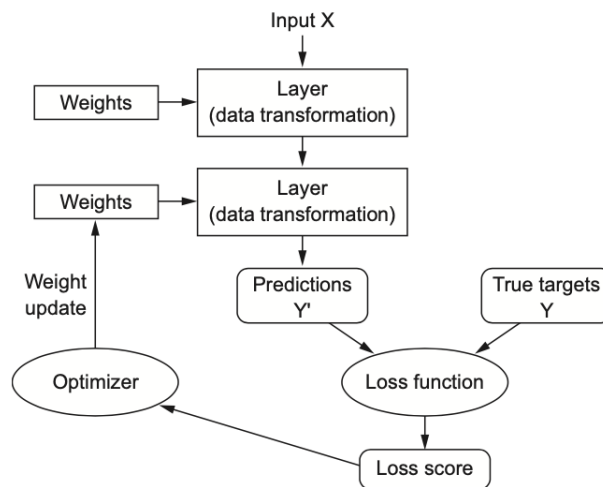 Input X
Layer
(data transformation)
Weights
Layer
(data transformation)
Weights
Weight
update
Predictions
Y'
True targets
Y
Optimizer
Loss function
Loss score